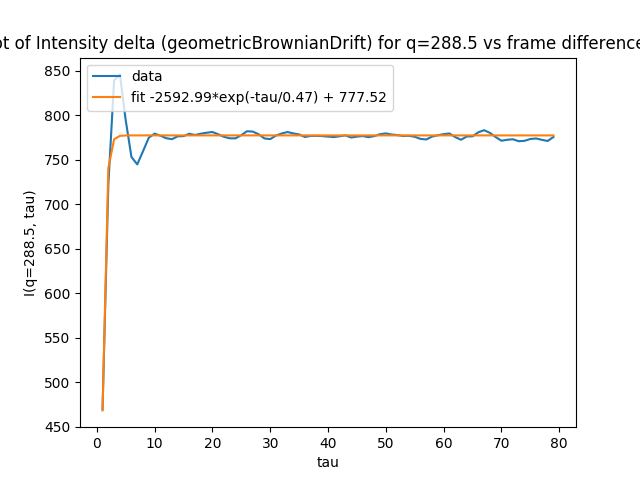 ot of Intensity delta (geometricBrownianDrift) for q=288.5 vs frame difference
data
fit -2592.99*exp(-tau/0.47) + 777.52
850
800
750
700
650
600
550
500
450
I(q=288.5, tau)
0 10 20 30 40 50 60 70 80
tau